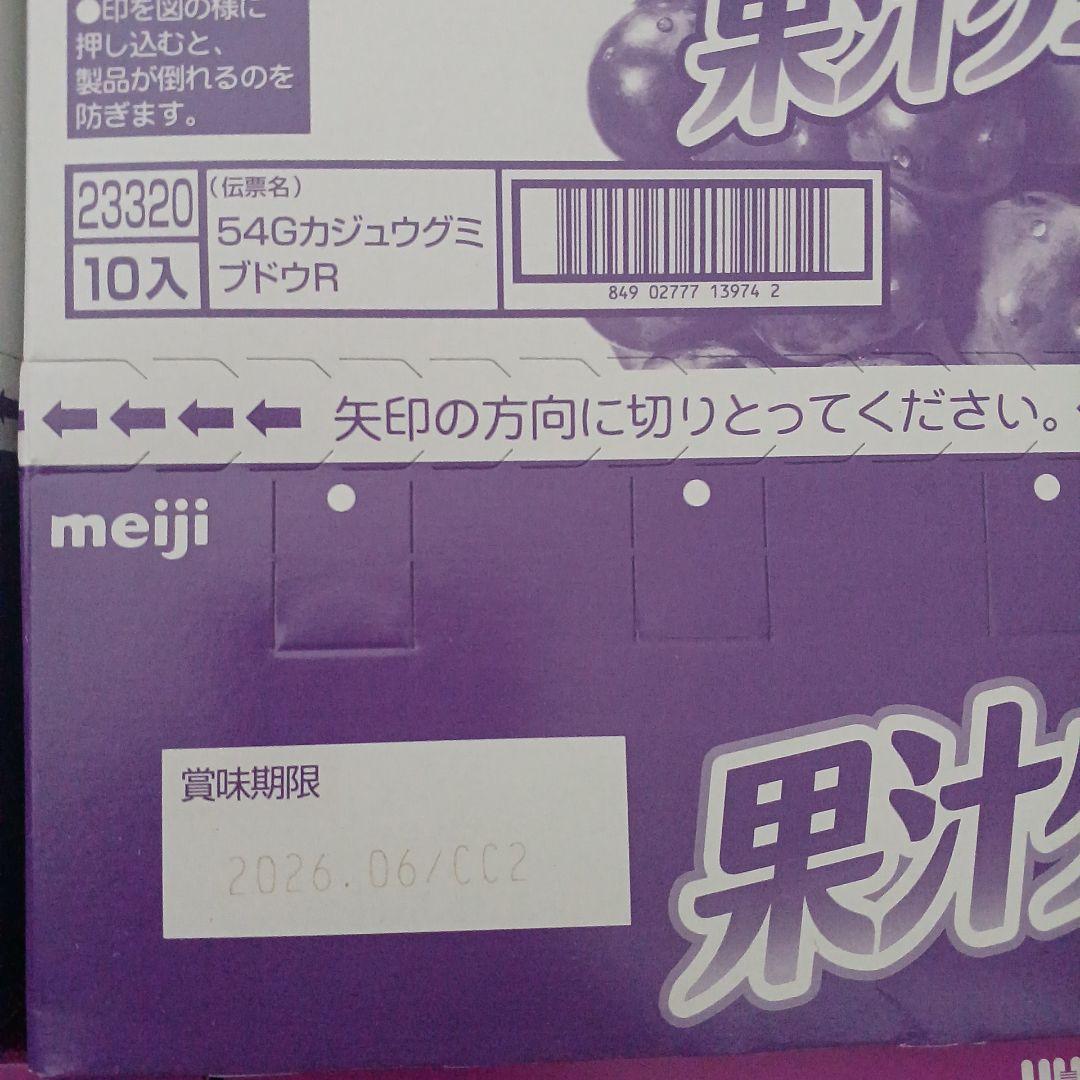 ●印を図の様に
押し込むと、
製品が倒れるのを
防ぎます。
果汁グ
23320
10入
(伝票名)
54Gカジュウグミ
ブドウR
849 02777 13974 2
矢印の方向に切りとってください。
meiji
賞味期限
2026.06/CC2
果汁グ